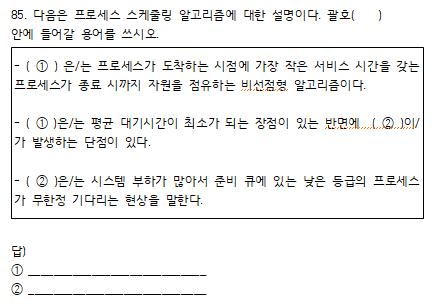 85. 다음은 프로세스 스케줄링 알고리즘에 대한 설명이다. 괄호(    )
안에 들어갈 용어를 쓰시오.
- ( ① ) 은/는 프로세스가 도착하는 시점에 가장 작은 서비스 시간을 갖는
프로세스가 종료 시까지 자원을 점유하는 비선점형 알고리즘이다.
- ( ① )은/는 평균 대기시간이 최소가 되는 장점이 있는 반면에  ( ② )이/
가 발생하는 단점이 있다.
- ( ② )은/는 시스템 부하가 많아서 준비 큐에 있는 낮은 등급의 프로세스
가 무한정 기다리는 현상을 말한다.
답)
① ____________________________
② ____________________________